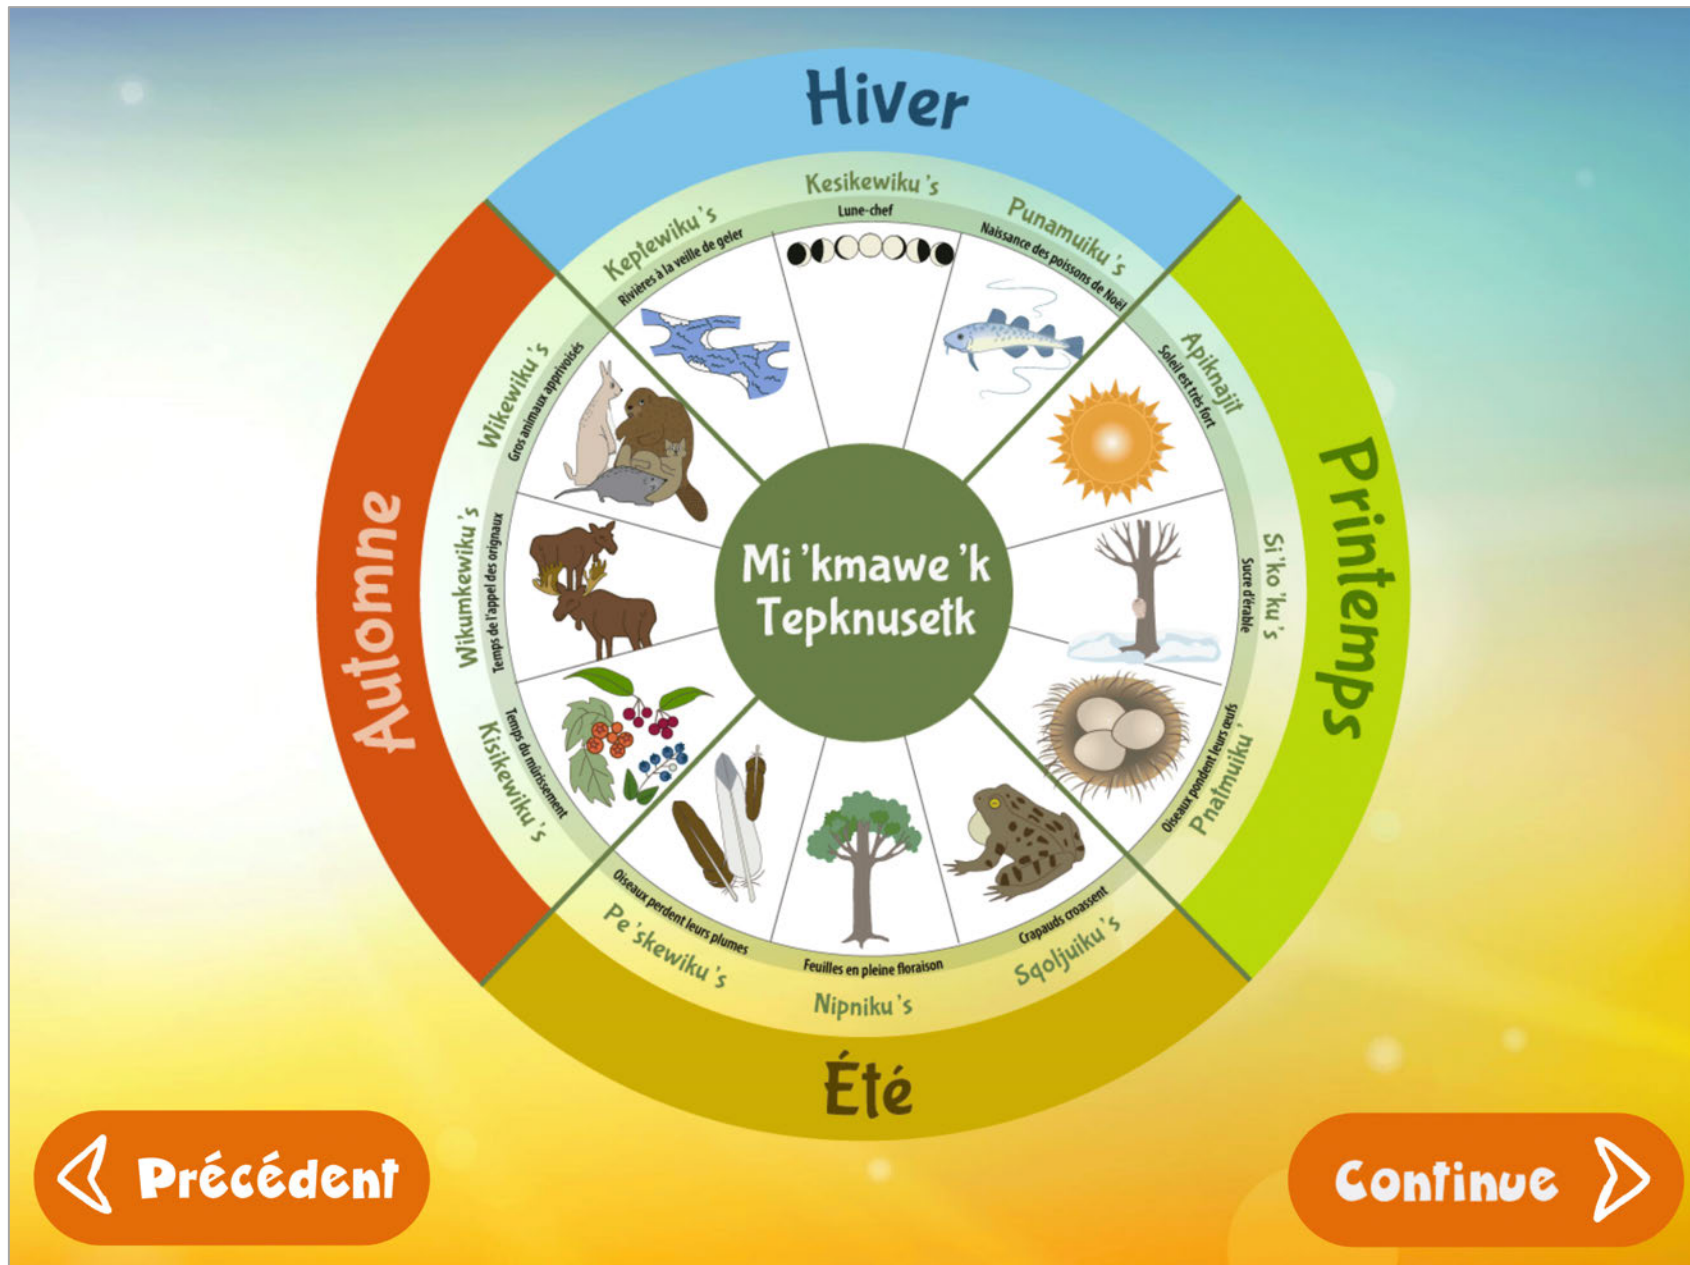 Hiver
Kesikewiku 's
Lune-chef
Punamuiku 's
Naissance des poissons de Noël
Apiknajit
Soleil est très fort
Printemps
Si 'ko 'ku 's
Sucre d'érable
Pnatmuiku '
Oiseaux pondent leurs œufs
Sqoljuiku 's
Crapauds croassent
Été
Nipniku 's
Feuilles en pleine floraison
Pe 'skewiku 's
Oiseaux perdent leurs plumes
Automne
Kisikewiku 's
Temps du mûrissement
Wikumkewiku 's
Temps de l'appel des orignaux
Wikewiku 's
Gros animaux apprivoisés
Keptewiku 's
Rivières à la veille de geler
Mi 'kmawe 'k
Tepknusetk
Précédent
Continue